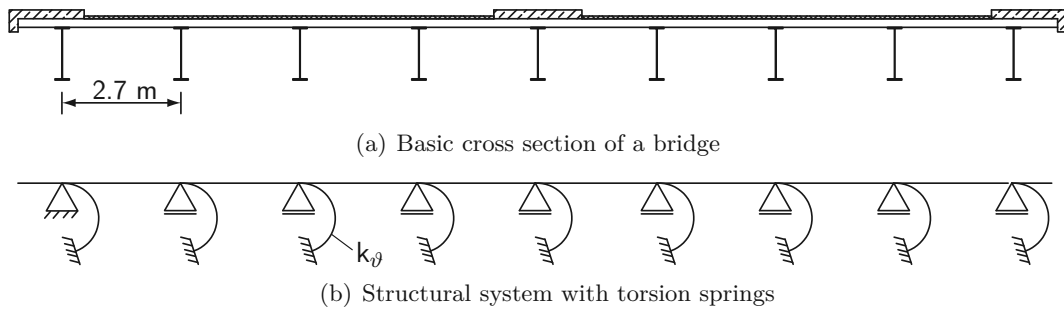 2.7 m
(a) Basic cross section of a bridge
kϑ
(b) Structural system with torsion springs